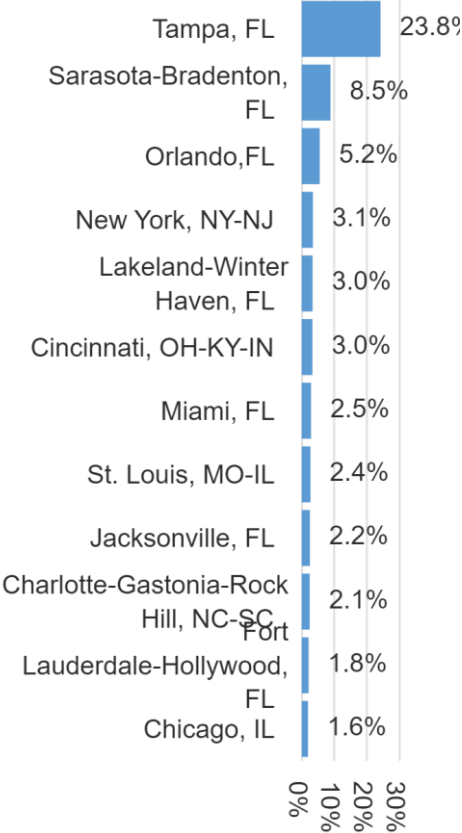 Tampa, FL 23.8%
Sarasota-Bradenton,
FL 8.5%
Orlando,FL 5.2%
New York, NY-NJ 3.1%
Lakeland-Winter
Haven, FL 3.0%
Cincinnati, OH-KY-IN 3.0%
Miami, FL 2.5%
St. Louis, MO-IL 2.4%
Jacksonville, FL 2.2%
Charlotte-Gastonia-Rock
Hill, NC-SC 2.1%
Fort
Lauderdale-Hollywood,
FL 1.8%
Chicago, IL 1.6%
0% 10% 20% 30%